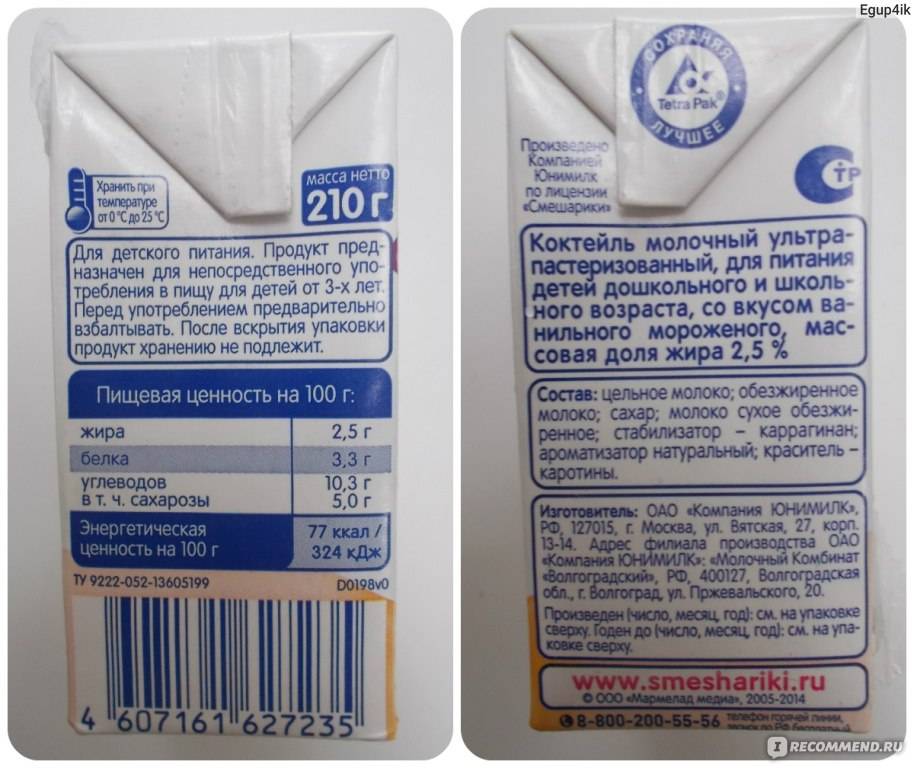 Egup4ik
Хранить при
температуре
от 0 °С до 25 °С
масса нетто
210 г
Для детского питания. Продукт пред-
назначен для непосредственного упо-
требления в пищу для детей от 3-х лет.
Перед употреблением предварительно
взбалтывать. После вскрытия упаковки
продукт хранению не подлежит.
Пищевая ценность на 100 г:
жира 2,5 г
белка 3,3 г
углеводов 10,3 г
в т. ч. сахарозы 5,0 г
Энергетическая 77 ккал /
ценность на 100 г 324 кДж
ТУ 9222-052-13605199 D0198v0
4 607161 627235
СОХРАНЯЯ
Tetra Pak®
ЛУЧШЕЕ
Произведено
Компанией
Юнимилк
по лицензии
«Смешарики»
СТР
Коктейль молочный ультра-
пастеризованный, для питания
детей дошкольного и школь-
ного возраста, со вкусом ва-
нильного мороженого, мас-
совая доля жира 2,5 %
Состав: цельное молоко; обезжиренное
молоко; сахар; молоко сухое обезжи-
ренное; стабилизатор – каррагинан;
ароматизатор натуральный; краситель –
каротины.
Изготовитель: ОАО «Компания ЮНИМИЛК»,
РФ, 127015, г. Москва, ул. Вятская, 27, корп.
13-14. Адрес филиала производства ОАО
«Компания ЮНИМИЛК»: «Молочный Комбинат
«Волгоградский», РФ, 400127, Волгоградская
обл., г. Волгоград, ул. Пржевальского, 20.
Произведен (число, месяц, год): см. на упаковке
сверху. Годен до (число, месяц, год): см. на упа-
ковке сверху.
www.smeshariki.ru
© ООО «Мармелад медиа», 2005-2014
8-800-200-55-56 телефон горячей линии,
звонок по РФ бесплатный
I RECOMMEND.RU